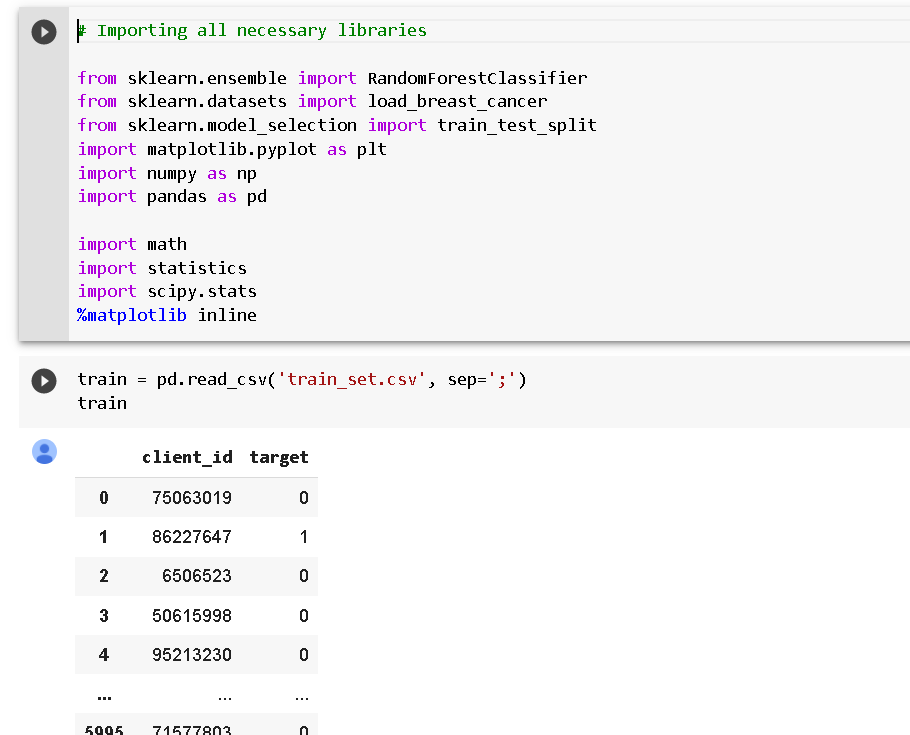 # Importing all necessary libraries
from sklearn.ensemble import RandomForestClassifier
from sklearn.datasets import load_breast_cancer
from sklearn.model_selection import train_test_split
import matplotlib.pyplot as plt
import numpy as np
import pandas as pd
import math
import statistics
import scipy.stats
%matplotlib inline
train = pd.read_csv('train_set.csv', sep=';')
train
client_id target
0 75063019 0
1 86227647 1
2 6506523 0
3 50615998 0
4 95213230 0
... ... ...
5995 71577803 0